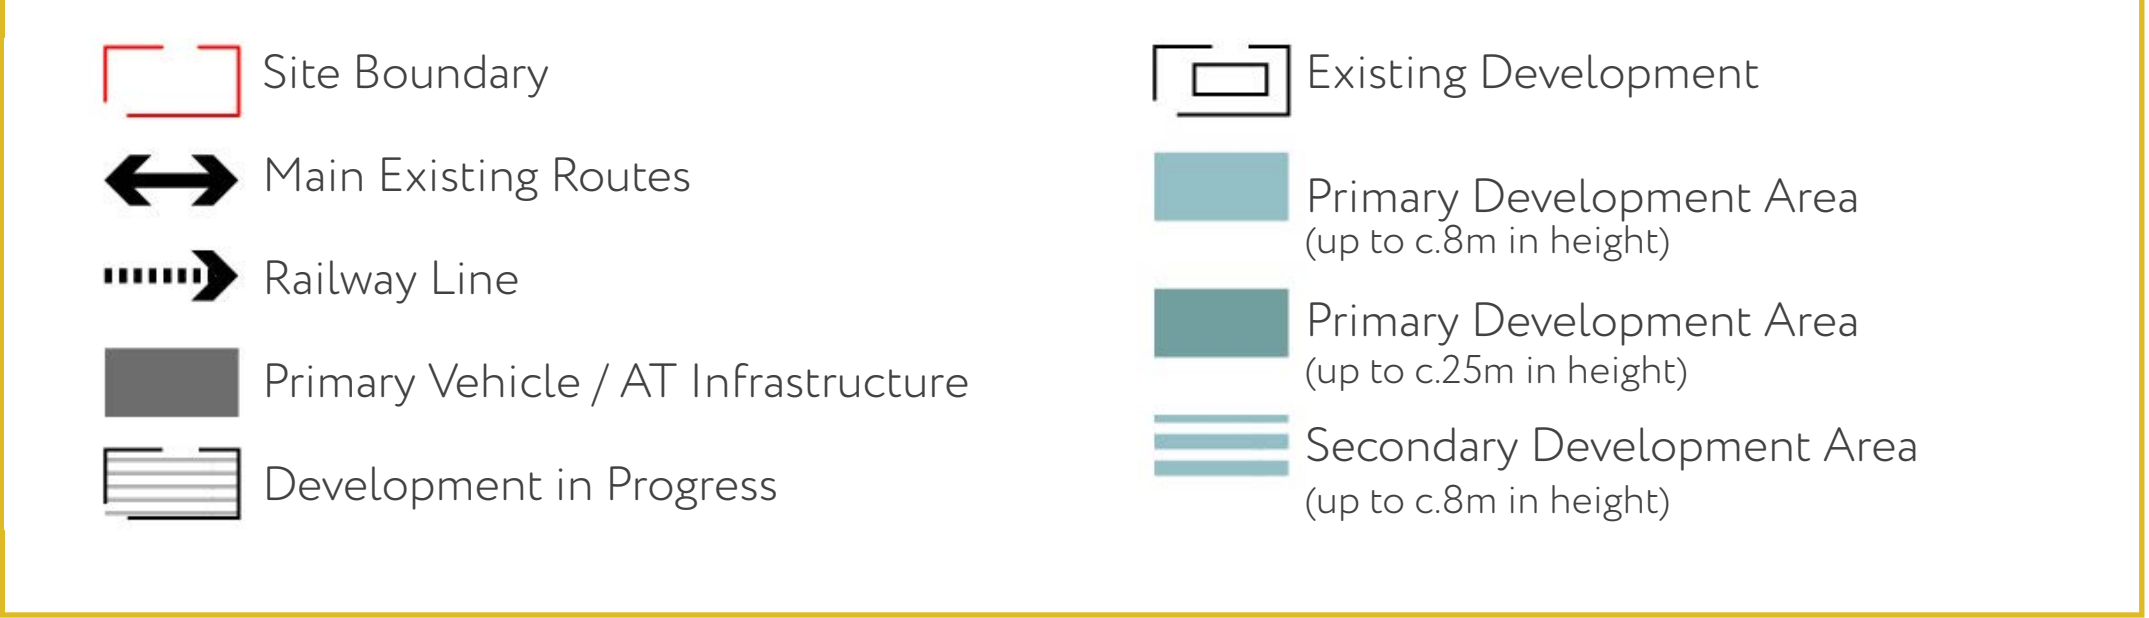 Site Boundary
Main Existing Routes
Railway Line
Primary Vehicle / AT Infrastructure
Development in Progress
Existing Development
Primary Development Area
(up to c.8m in height)
Primary Development Area
(up to c.25m in height)
Secondary Development Area
(up to c.8m in height)